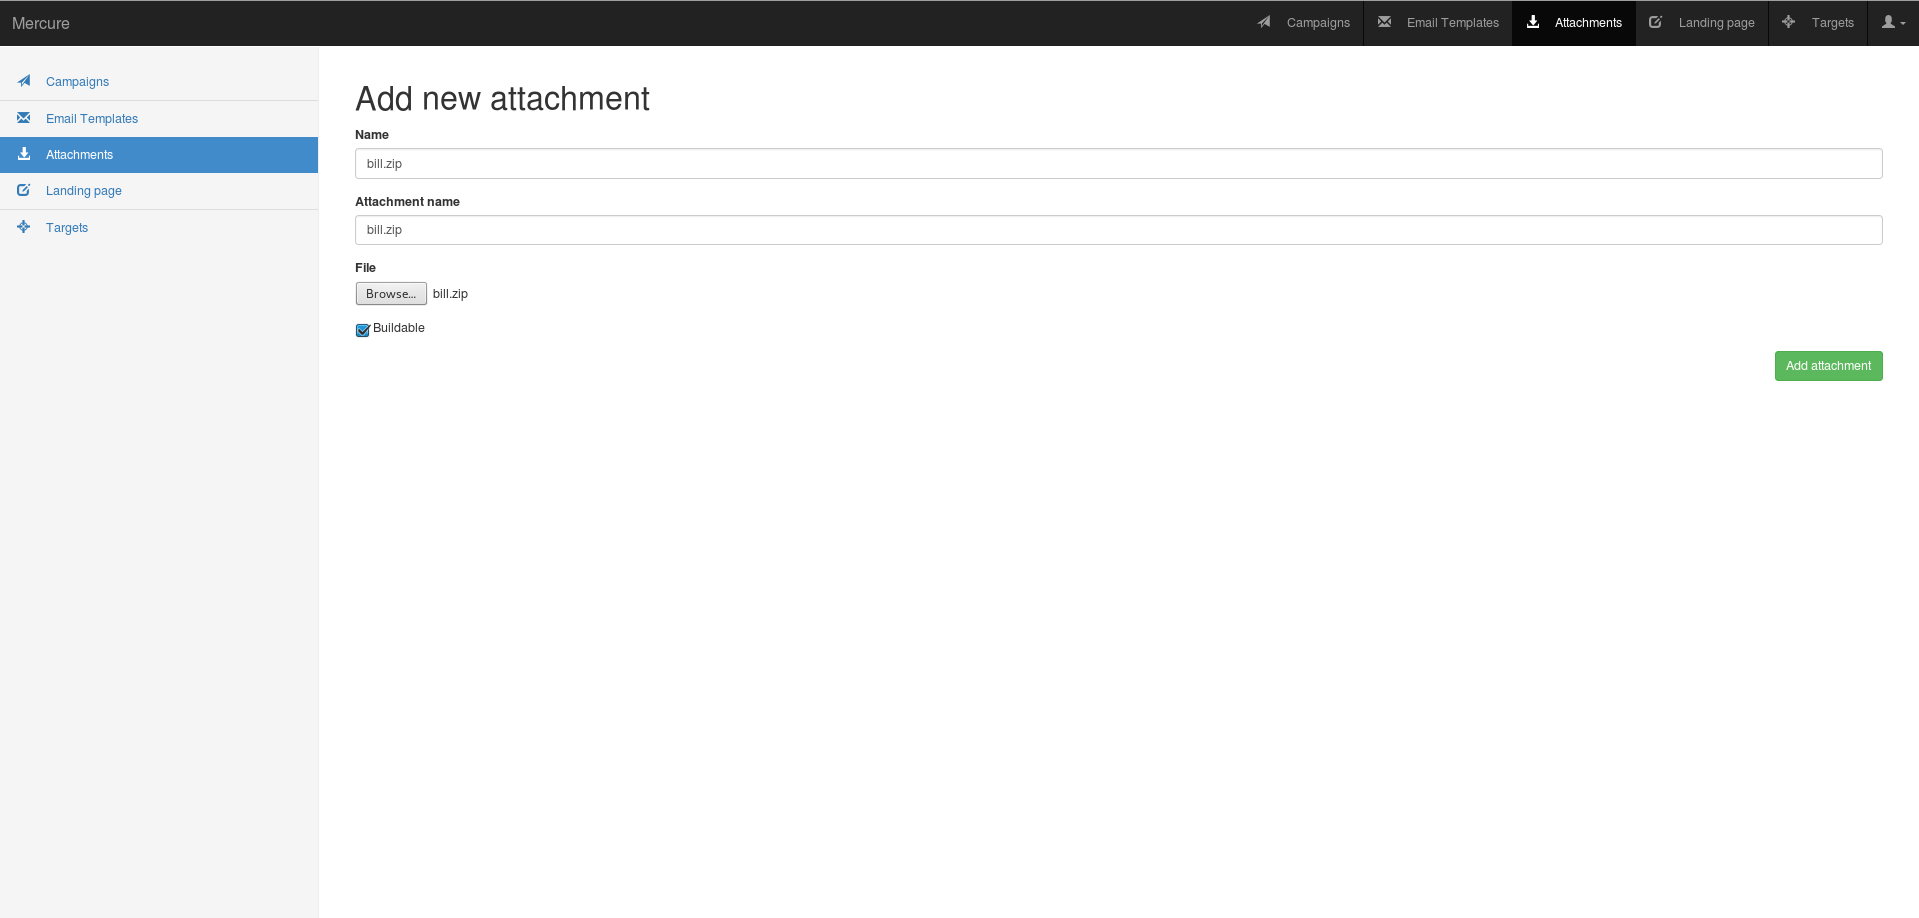 Mercure
Campaigns
Email Templates
Attachments
Landing page
Targets
Campaigns
Email Templates
Attachments
Landing page
Targets
Add new attachment
Name
bill.zip
Attachment name
bill.zip
File
Browse... bill.zip
Buildable
Add attachment